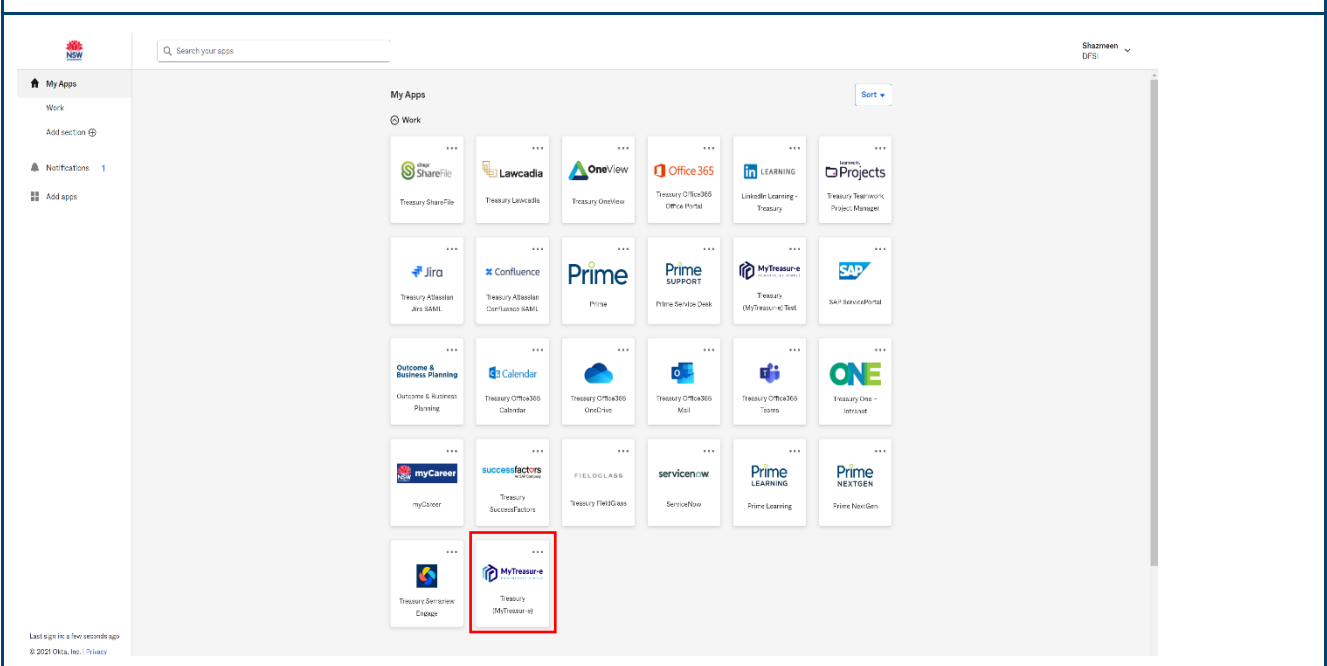 NSW
Search your apps
Shazmeen
DFSI
My Apps
Work
Add section
Notifications 1
Add apps
My Apps
Sort
Work
citrix
ShareFile
Treasury ShareFile
Lawcadia
Treasury Lawcadia
OneView
Treasury OneView
Office 365
Treasury Office365
Office Portal
in LEARNING
LinkedIn Learning -
Treasury
teamwork.
Projects
Treasury Teamwork
Project Manager
Jira
Treasury Atlassian
Jira SAML
Confluence
Treasury Atlassian
Confluence SAML
Prime
Prime
Prime
SUPPORT
Prime Service Desk
MyTreasur-e
Treasury
(MyTreasur-e) Test
SAP
SAP ServicePortal
Outcome &
Business Planning
Outcome & Business
Planning
Calendar
Treasury Office365
Calendar
Treasury Office365
OneDrive
Treasury Office365
Mail
Treasury Office365
Teams
ONE
Treasury One -
Intranet
NSW myCareer
myCareer
successfactors
Treasury
SuccessFactors
FIELDGLASS
Treasury FieldGlass
servicenow
ServiceNow
Prime
LEARNING
Prime Learning
Prime
NEXTGEN
Prime NextGen
Treasury Serraview
Engage
MyTreasur-e
Treasury
(MyTreasur-e)
Last sign in: a few seconds ago
© 2021 Okta, Inc. | Privacy